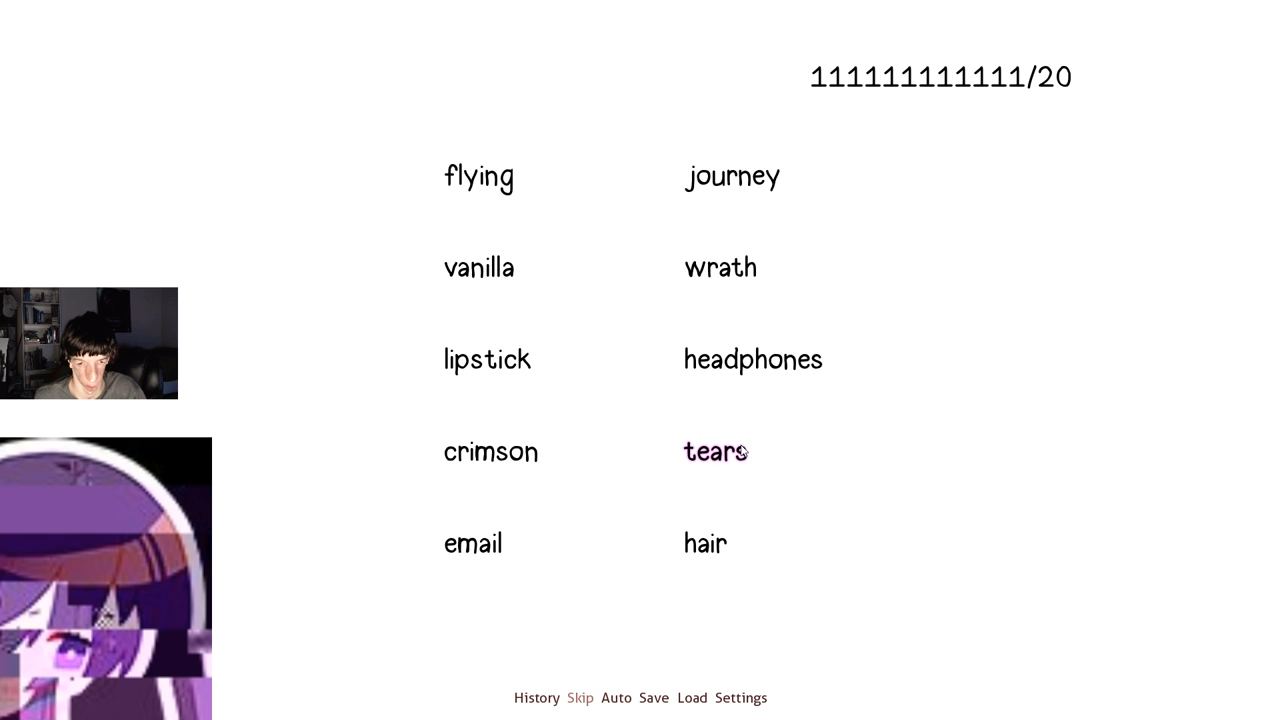 111111111111/20
flying journey
vanilla wrath
lipstick headphones
crimson tears
email hair
History Skip Auto Save Load Settings